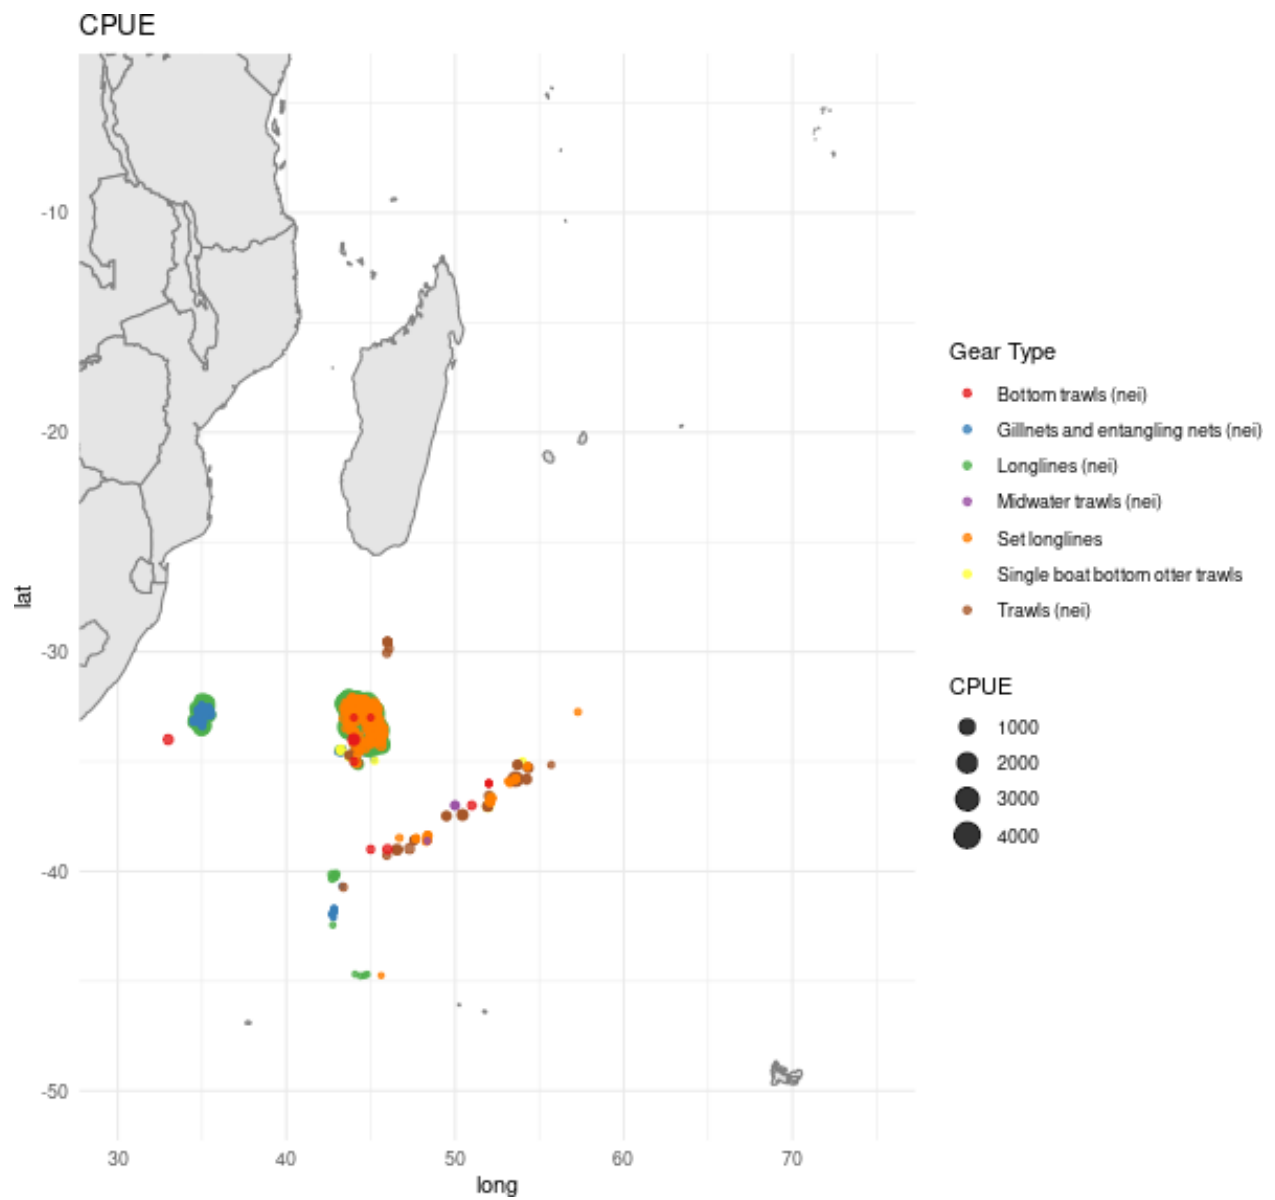 CPUE
-10
-20
-30
-40
-50
lat
30 40 50 60 70
long
Gear Type
Bottom trawls (nei)
Gillnets and entangling nets (nei)
Longlines (nei)
Midwater trawls (nei)
Set longlines
Single boat bottom otter trawls
Trawls (nei)
CPUE
1000
2000
3000
4000